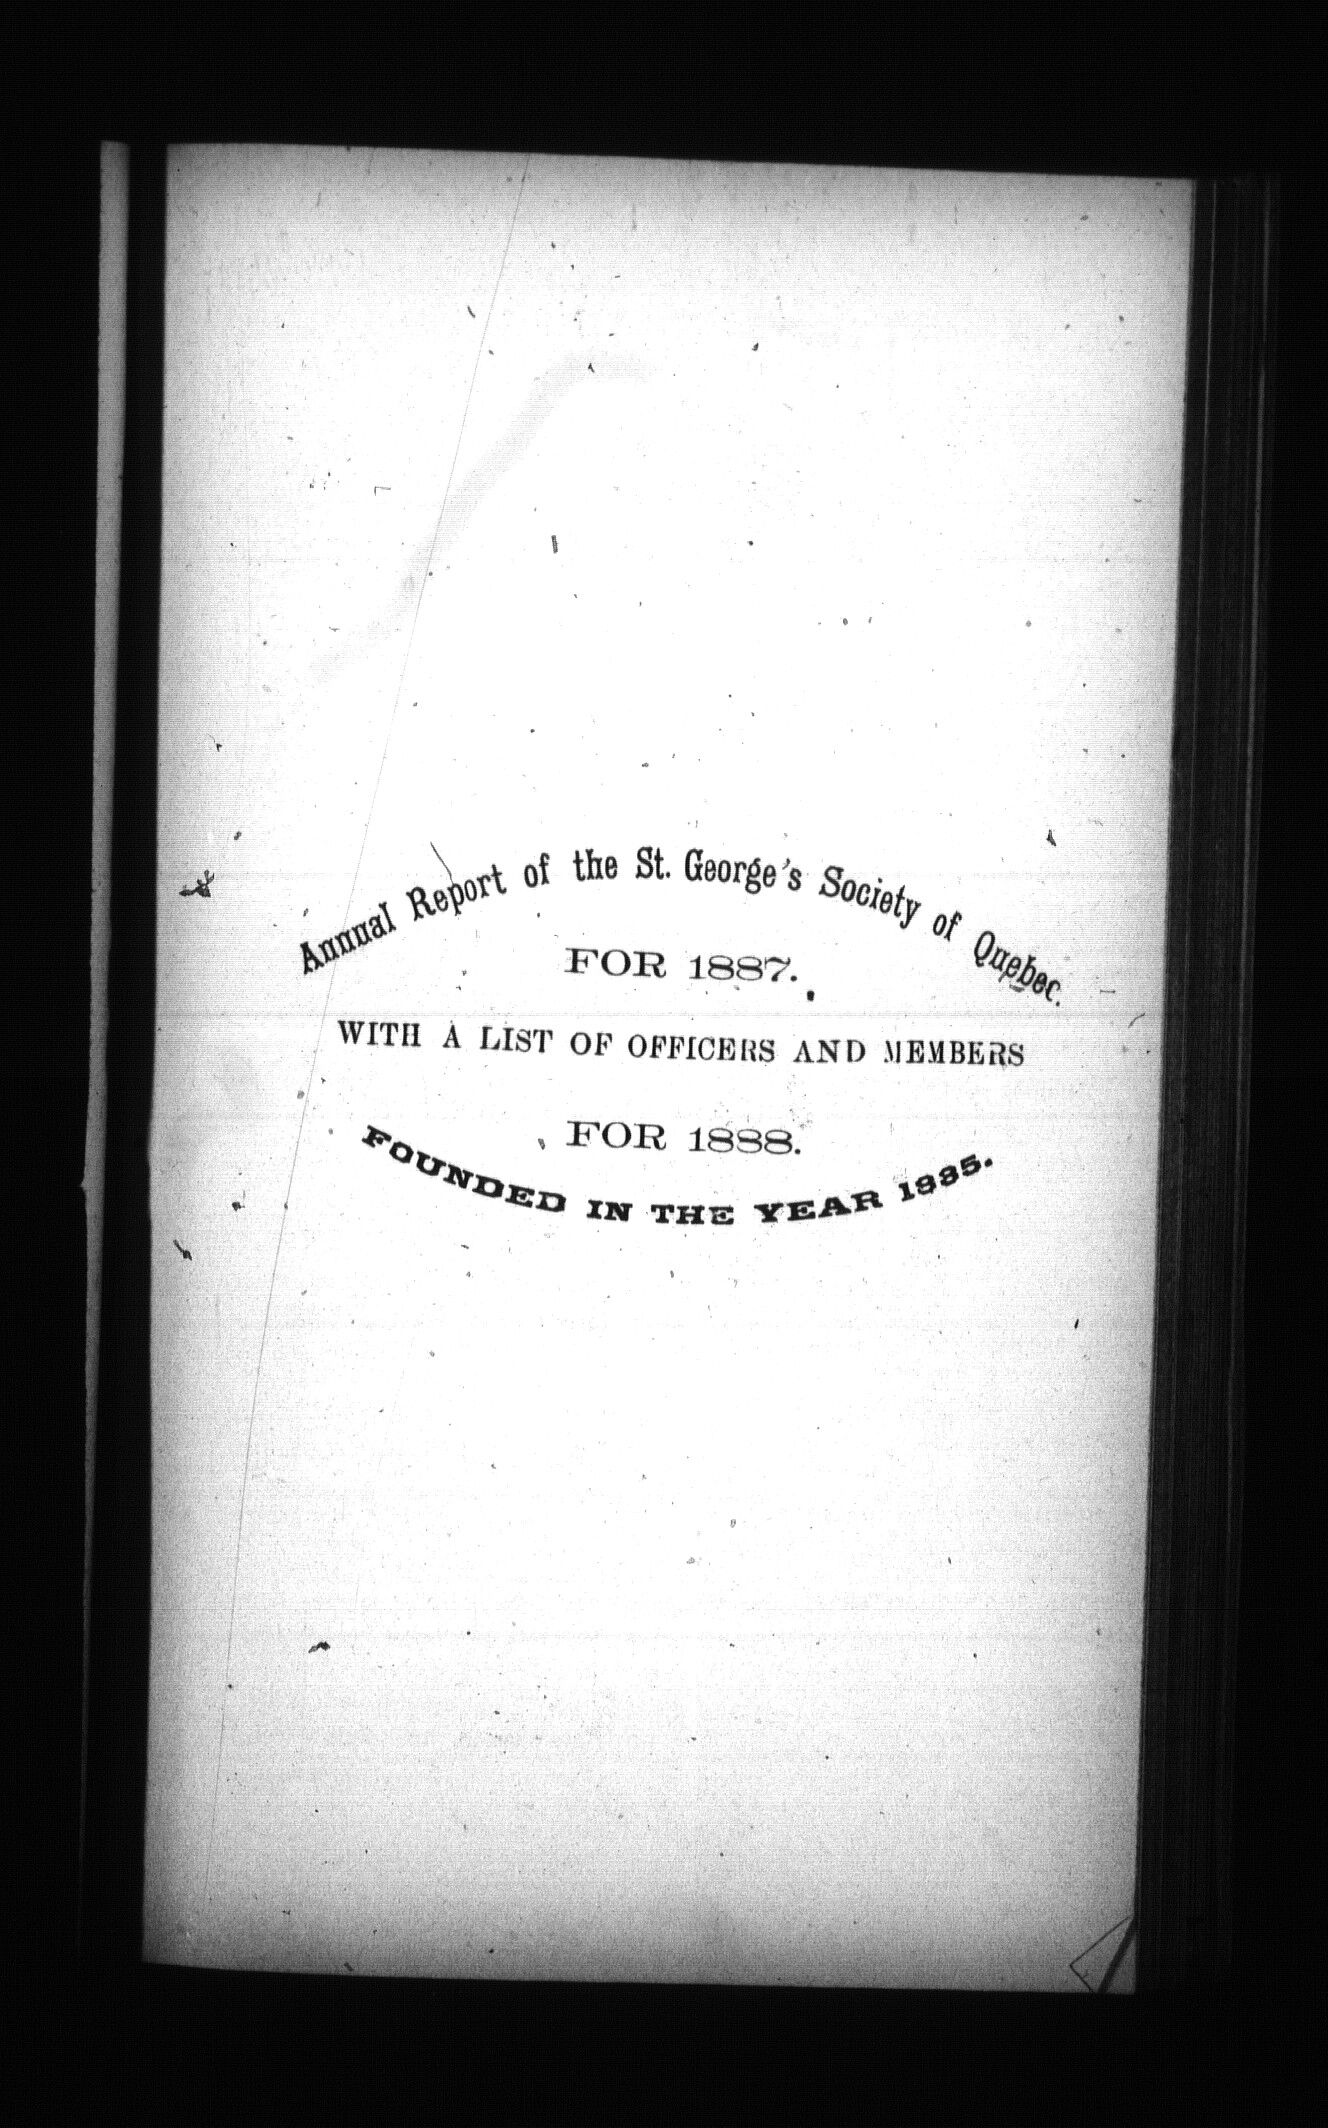 Annual Report of the St. George's Society of Quebec.
FOR 1887.
WITH A LIST OF OFFICERS AND MEMBERS
FOR 1888.
FOUNDED IN THE YEAR 1835.